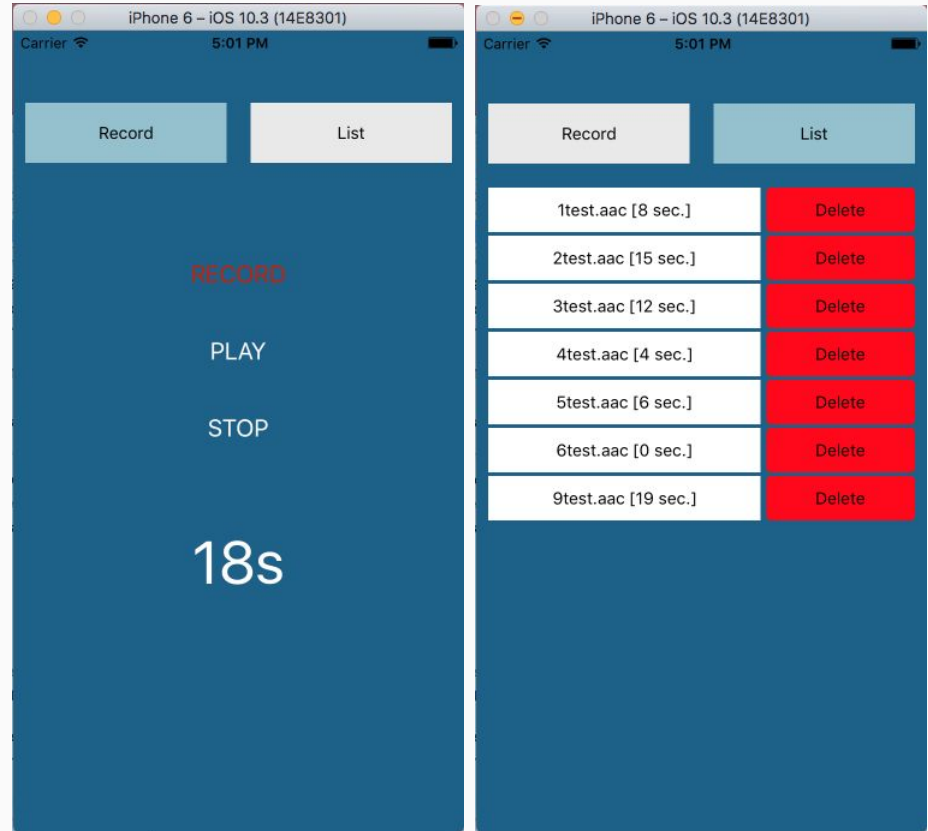 iPhone 6 – iOS 10.3 (14E8301)
Carrier 5:01 PM
Record List
RECORD
PLAY
STOP
18s
iPhone 6 – iOS 10.3 (14E8301)
Carrier 5:01 PM
Record List
1test.aac [8 sec.] Delete
2test.aac [15 sec.] Delete
3test.aac [12 sec.] Delete
4test.aac [4 sec.] Delete
5test.aac [6 sec.] Delete
6test.aac [0 sec.] Delete
9test.aac [19 sec.] Delete